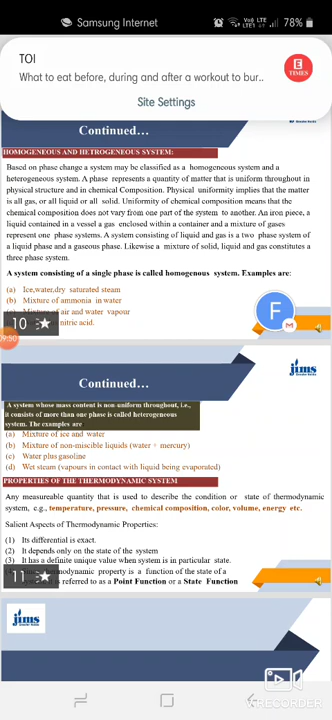 Samsung Internet
Vo) LTE
LTE1
78%
TOI
What to eat before, during and after a workout to bur..
E
TIMES
Site Settings
Continued…
HOMOGENEOUS AND HETROGENEOUS SYSTEM:
Based on phase change a system may be classified as a homogeneous system and a
heterogeneous system. A phase represents a quantity of matter that is uniform throughout in
physical structure and in chemical Composition. Physical uniformity implies that the matter
is all gas, or all liquid or all solid. Uniformity of chemical composition means that the
chemical composition does not vary from one part of the system to another. An iron piece, a
liquid contained in a vessel a gas enclosed within a container and a mixture of gases
represent one phase systems. A system consisting of liquid and gas is a two phase system of
a liquid phase and a gaseous phase. Likewise a mixture of solid, liquid and gas constitutes a
three phase system.
A system consisting of a single phase is called homogenous system. Examples are:
(a) Ice,water,dry saturated steam
(b) Mixture of ammonia in water
of air and water vapour
nitric acid.
10
F
09:50
jims
Continued…
A system whose mass content is non uniform throughout, i.e.,
it consists of more than one phase is called heterogeneous
system. The examples are
(a) Mixture of ice and water
(b) Mixture of non-miscible liquids (water + mercury)
(c) Water plus gasoline
(d) Wet steam (vapours in contact with liquid being evaporated)
PROPERTIES OF THE THERMODYNAMIC SYSTEM
Any measureable quantity that is used to describe the condition or state of thermodynamic
system, e.g., temperature, pressure, chemical composition, color, volume, energy etc.
Salient Aspects of Thermodynamic Properties:
(1) Its differential is exact.
(2) It depends only on the state of the system
(3) It has a definite unique value when system is in particular state.
modynamic property is a function of the state of a
it is referred to as a Point Function or a State Function
11
jims
VRECORDER